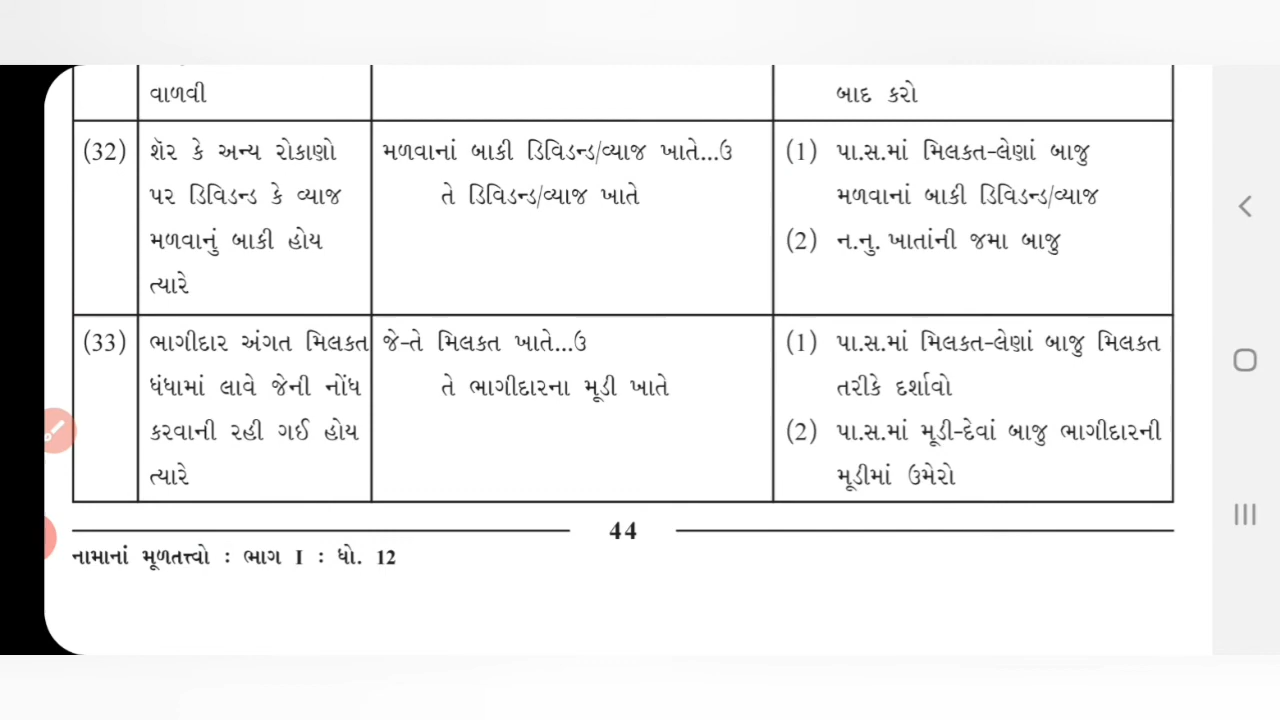 વાળવી
બાદ કરો
(32) શૅર કે અન્ય રોકાણો
પર ડિવિડન્ડ કે વ્યાજ
મળવાનું બાકી હોય
ત્યારે
મળવાનાં બાકી ડિવિડન્ડ/વ્યાજ ખાતે...ઉ
તે ડિવિડન્ડ/વ્યાજ ખાતે
(1) પા.સ.માં મિલકત-લેણાં બાજુ
મળવાનાં બાકી ડિવિડન્ડ/વ્યાજ
(2) ન.નુ. ખાતાંની જમા બાજુ
(33) ભાગીદાર અંગત મિલકત
ધંધામાં લાવે જેની નોંધ
કરવાની રહી ગઈ હોય
ત્યારે
જે-તે મિલકત ખાતે...ઉ
તે ભાગીદારના મૂડી ખાતે
(1) પા.સ.માં મિલકત-લેણાં બાજુ મિલકત
તરીકે દર્શાવો
(2) પા.સ.માં મૂડી-દેવાં બાજુ ભાગીદારની
મૂડીમાં ઉમેરો
44
નામાનાં મૂળતત્ત્વો : ભાગ I : ધો. 12